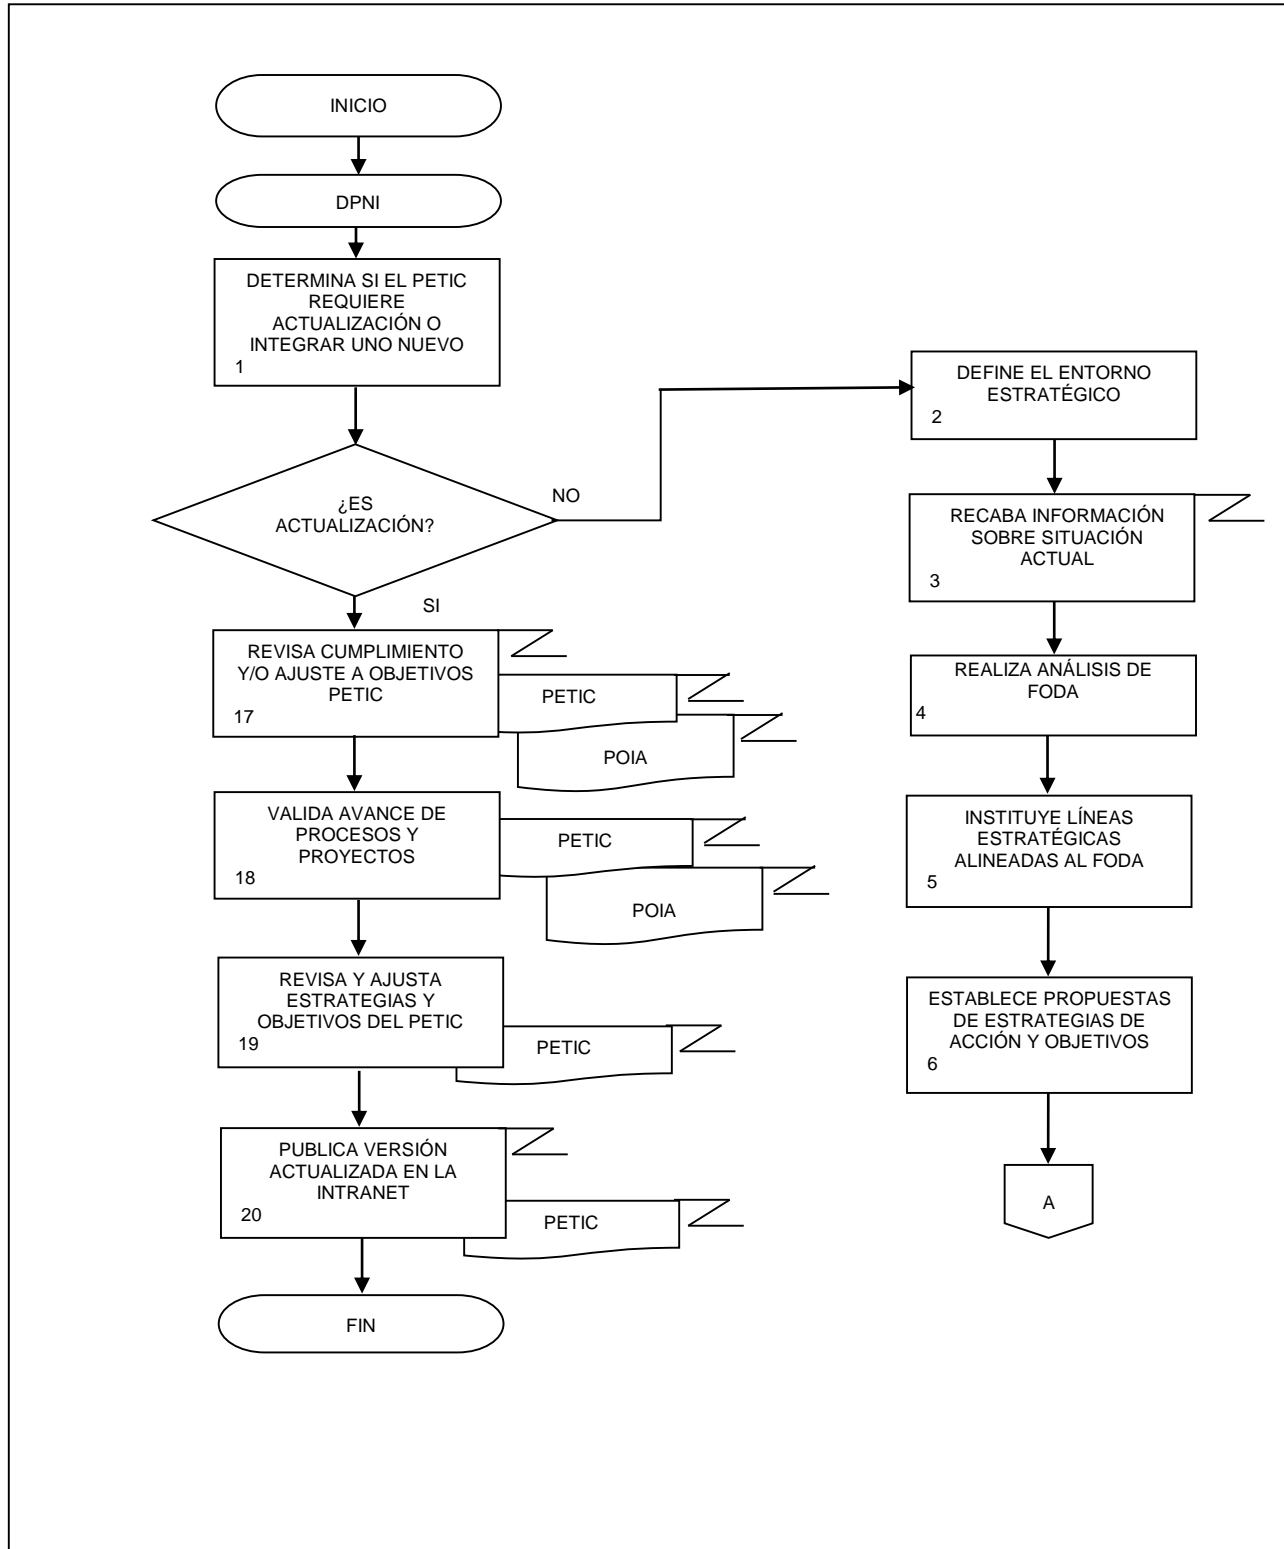 INICIO
DPNI
DETERMINA SI EL PETIC
REQUIERE
ACTUALIZACIÓN O
INTEGRAR UNO NUEVO
1
¿ES
ACTUALIZACIÓN?
NO
SI
REVISA CUMPLIMIENTO
Y/O AJUSTE A OBJETIVOS
PETIC
17
PETIC
POIA
VALIDA AVANCE DE
PROCESOS Y
PROYECTOS
18
PETIC
POIA
REVISA Y AJUSTA
ESTRATEGIAS Y
OBJETIVOS DEL PETIC
19
PETIC
PUBLICA VERSIÓN
ACTUALIZADA EN LA
INTRANET
20
PETIC
FIN
DEFINE EL ENTORNO
ESTRATÉGICO
2
RECABA INFORMACIÓN
SOBRE SITUACIÓN
ACTUAL
3
REALIZA ANÁLISIS DE
FODA
4
INSTITUYE LÍNEAS
ESTRATÉGICAS
ALINEADAS AL FODA
5
ESTABLECE PROPUESTAS
DE ESTRATEGIAS DE
ACCIÓN Y OBJETIVOS
6
A